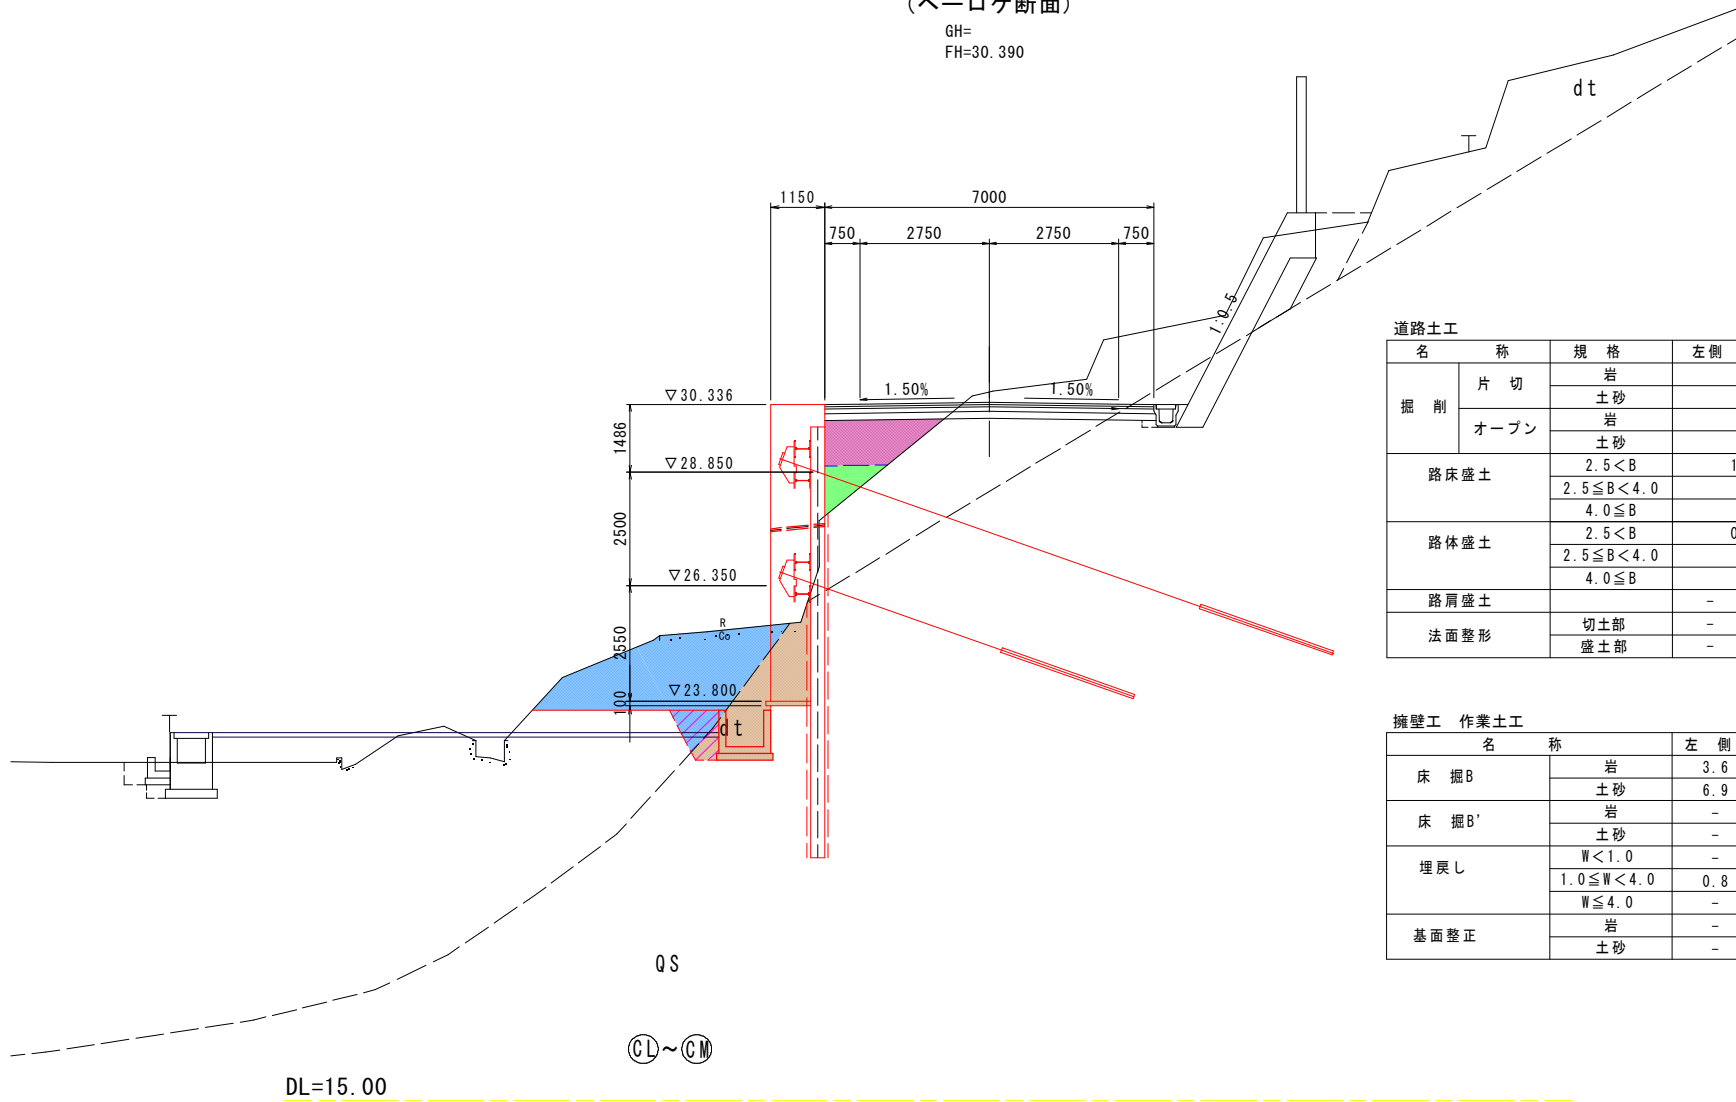 (ペーロケ断面)
GH=
FH=30.390
dt
1150
7000
750
2750
2750
750
1:0.5
1.50%
1.50%
▽30.336
1486
▽28.850
2500
▽26.350
R
Co
2550
▽23.800
100
dt
QS
CL～CM
DL=15.00
道路土工
名 称 規 格 左側
掘 削 片 切 岩
土砂
オープン 岩
土砂
路床盛土 2.5<B 1
2.5≦B<4.0
4.0≦B
路体盛土 2.5<B 0
2.5≦B<4.0
4.0≦B
路肩盛土 -
法面整形 切土部 -
盛土部 -
擁壁工 作業土工
名 称 左 側
床 掘B 岩 3.6
土砂 6.9
床 掘B' 岩 -
土砂 -
埋戻し W<1.0 -
1.0≦W<4.0 0.8
W≦4.0 -
基面整正 岩 -
土砂 -